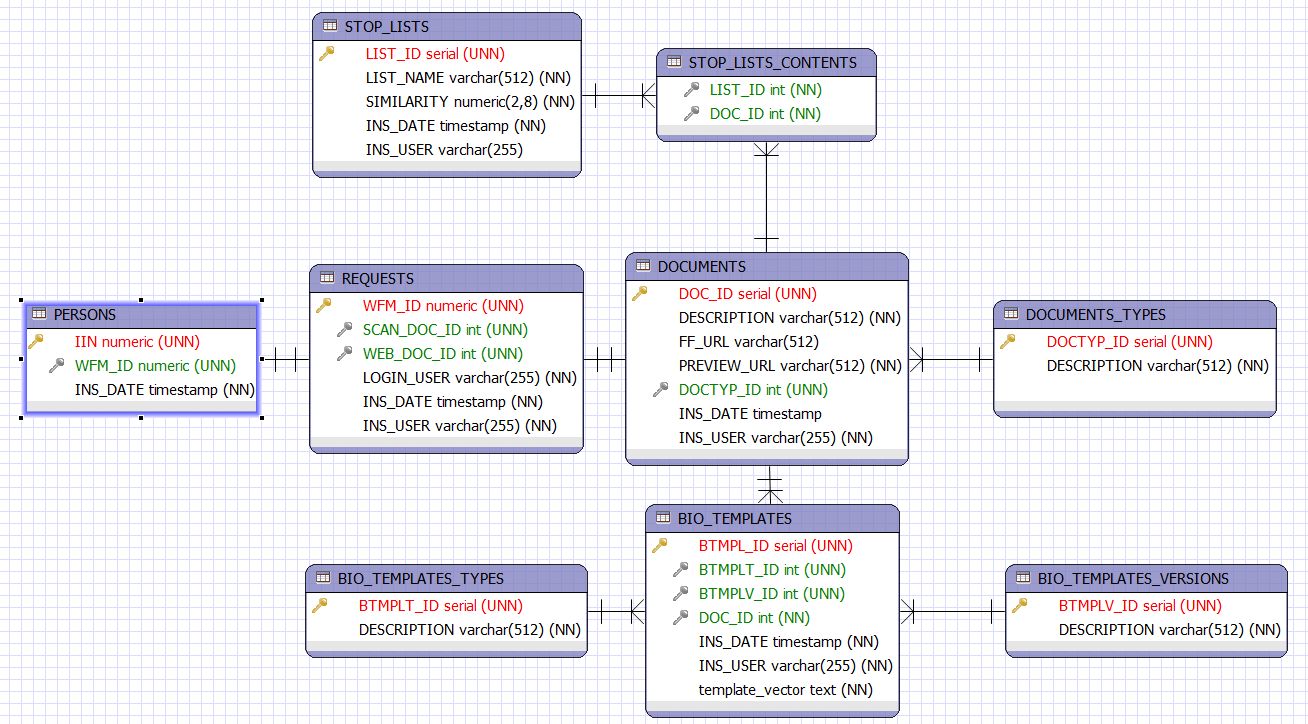 STOP_LISTS
LIST_ID serial (UNN)
LIST_NAME varchar(512) (NN)
SIMILARITY numeric(2,8) (NN)
INS_DATE timestamp (NN)
INS_USER varchar(255)
STOP_LISTS_CONTENTS
LIST_ID int (NN)
DOC_ID int (NN)
PERSONS
IIN numeric (UNN)
WFM_ID numeric (UNN)
INS_DATE timestamp (NN)
REQUESTS
WFM_ID numeric (UNN)
SCAN_DOC_ID int (UNN)
WEB_DOC_ID int (UNN)
LOGIN_USER varchar(255) (NN)
INS_DATE timestamp (NN)
INS_USER varchar(255) (NN)
DOCUMENTS
DOC_ID serial (UNN)
DESCRIPTION varchar(512) (NN)
FF_URL varchar(512)
PREVIEW_URL varchar(512) (NN)
DOCTYP_ID int (UNN)
INS_DATE timestamp
INS_USER varchar(255) (NN)
DOCUMENTS_TYPES
DOCTYP_ID serial (UNN)
DESCRIPTION varchar(512) (NN)
BIO_TEMPLATES_TYPES
BTMPLT_ID serial (UNN)
DESCRIPTION varchar(512) (NN)
BIO_TEMPLATES
BTMPL_ID serial (UNN)
BTMPLT_ID int (UNN)
BTMPLV_ID int (UNN)
DOC_ID int (NN)
INS_DATE timestamp (NN)
INS_USER varchar(255) (NN)
template_vector text (NN)
BIO_TEMPLATES_VERSIONS
BTMPLV_ID serial (UNN)
DESCRIPTION varchar(512) (NN)